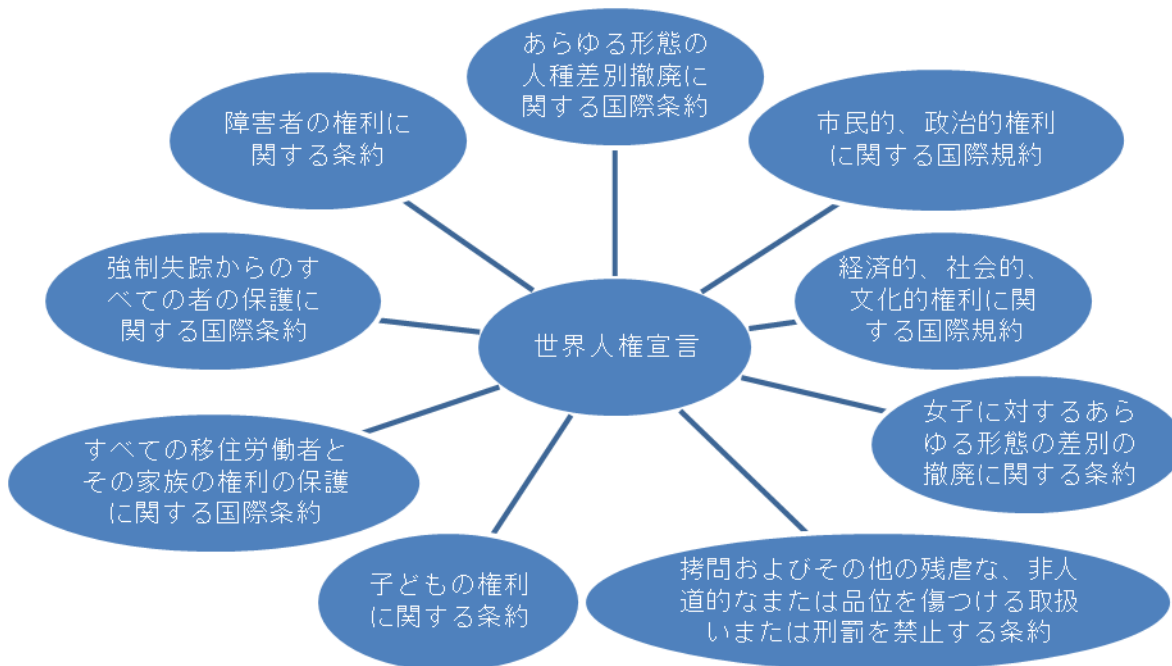 あらゆる形態の
人種差別撤廃に
関する国際条約
障害者の権利に
関する条約
市民的、政治的権利
に関する国際規約
強制失踪からのす
べての者の保護に
関する国際条約
経済的、社会的、
文化的権利に関
する国際規約
世界人権宣言
女子に対するあら
ゆる形態の差別の
撤廃に関する条約
すべての移住労働者と
その家族の権利の保護
に関する国際条約
子どもの権利
に関する条約
拷問およびその他の残虐な、非人
道的なまたは品位を傷つける取扱
いまたは刑罰を禁止する条約